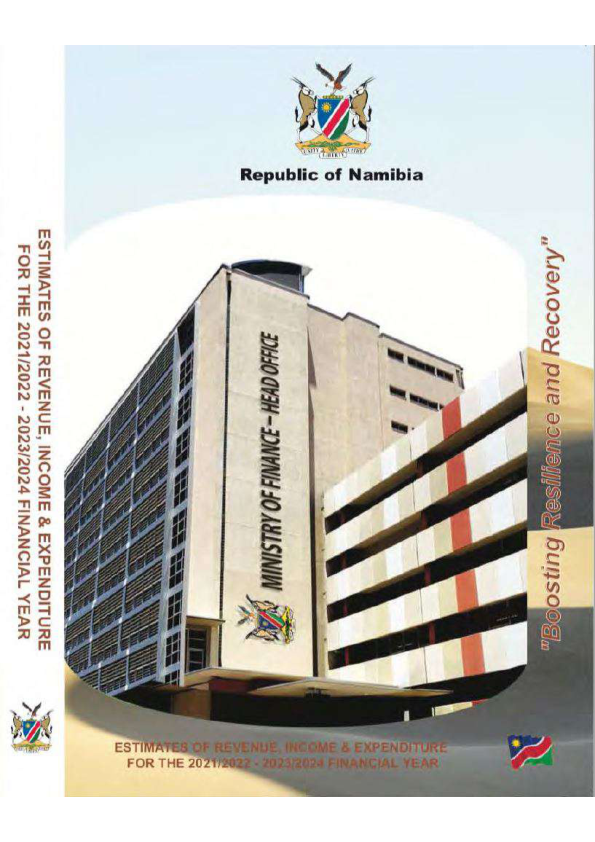 Republic of Namibia
ESTIMATES OF REVENUE, INCOME & EXPENDITURE
FOR THE 2021/2022 - 2023/2024 FINANCIAL YEAR
MINISTRY OF FINANCE – HEAD OFFICE
"Boosting Resilience and Recovery"
ESTIMATES OF REVENUE, INCOME & EXPENDITURE
FOR THE 2021/2022 - 2023/2024 FINANCIAL YEAR